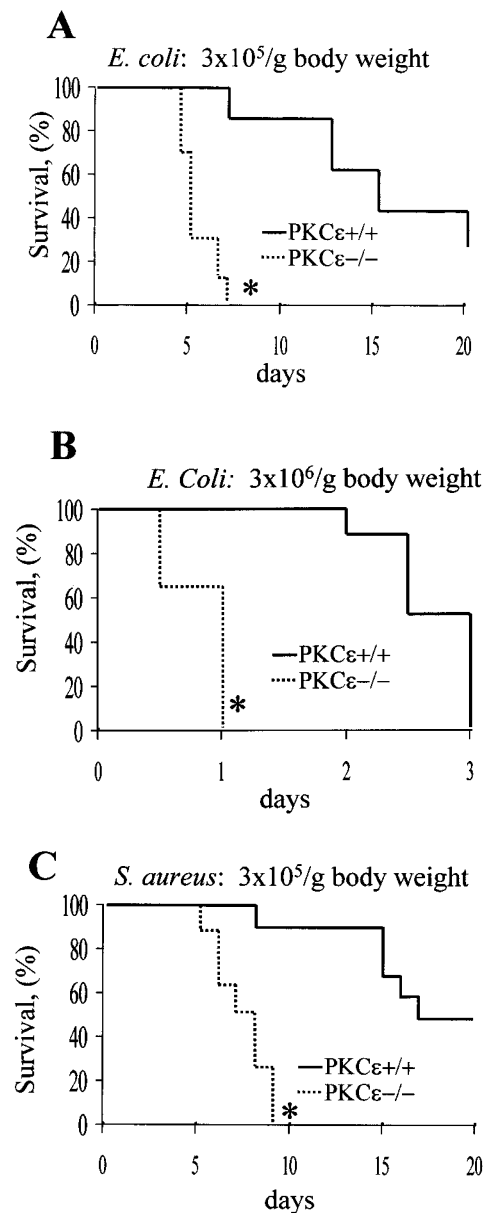 A
E. coli: 3x10⁵/g body weight
Survival, (%)
100
80
60
40
20
0
PKCε+/+
PKCε−/−
*
0 5 10 15 20
days
B
E. Coli: 3x10⁶/g body weight
Survival, (%)
100
80
60
40
20
0
PKCε+/+
PKCε−/−
*
0 1 2 3
days
C
S. aureus: 3x10⁵/g body weight
Survival, (%)
100
80
60
40
20
0
PKCε+/+
PKCε−/−
*
0 5 10 15 20
days